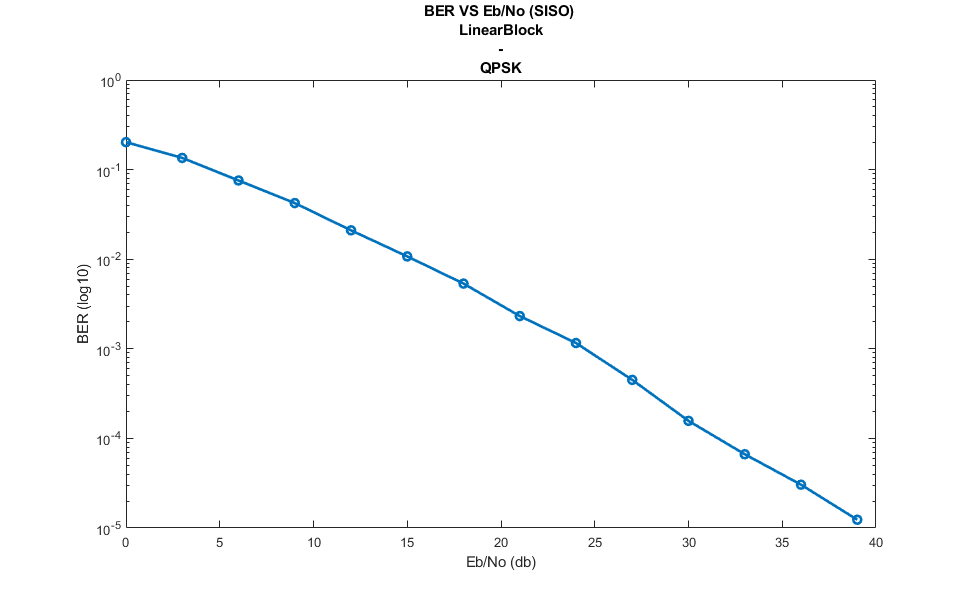 BER VS Eb/No (SISO)
LinearBlock
-
QPSK
10^0
10^-1
10^-2
10^-3
10^-4
10^-5
BER (log10)
0 5 10 15 20 25 30 35 40
Eb/No (db)